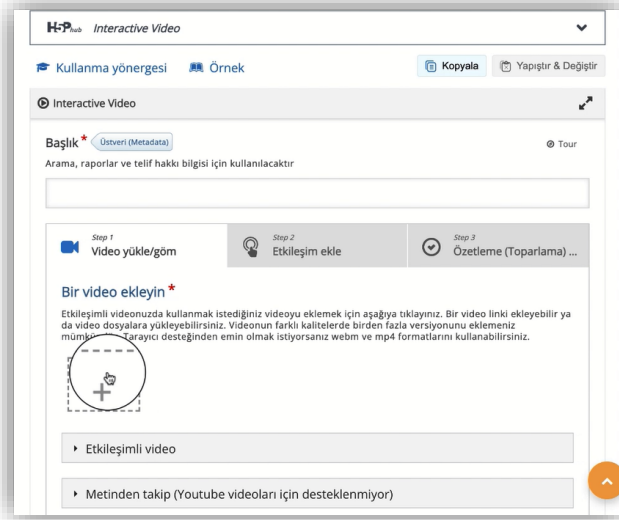 H5Phub Interactive Video
Kullanma yönergesi Örnek Kopyala Yapıştır & Değiştir
Interactive Video
Başlık * Üstveri (Metadata) Tour
Arama, raporlar ve telif hakkı bilgisi için kullanılacaktır
Step 1
Video yükle/göm
Step 2
Etkileşim ekle
Step 3
Özetleme (Toparlama) ...
Bir video ekleyin *
Etkileşimli videonuzda kullanmak istediğiniz videoyu eklemek için aşağıya tıklayınız. Bir video linki ekleyebilir ya
da video dosyalara yükleyebilirsiniz. Videonun farklı kalitelerde birden fazla versiyonunu eklemeniz
Tarayıcı desteğinden emin olmak istiyorsanız webm ve mp4 formatlarını kullanabilirsiniz.
Etkileşimli video
Metinden takip (Youtube videoları için desteklenmiyor)